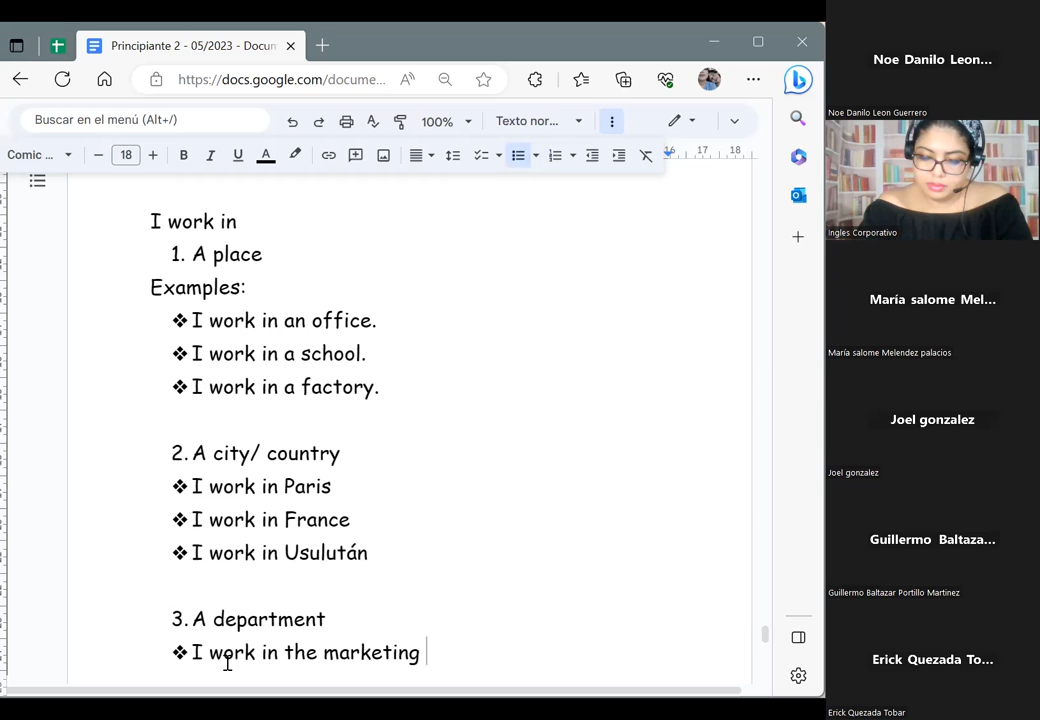 Principiante 2 - 05/2023 - Docum
https://docs.google.com/docume...
Buscar en el menú (Alt+/)
100%
Texto nor...
Comic ...
18
16 17 18
I work in
1. A place
Examples:
❖ I work in an office.
❖ I work in a school.
❖ I work in a factory.
2. A city/ country
❖ I work in Paris
❖ I work in France
❖ I work in Usulután
3. A department
❖ I work in the marketing
Noe Danilo Leon...
Noe Danilo Leon Guerrero
Ingles Corporativo
María salome Mel...
María salome Melendez palacios
Joel gonzalez
Joel gonzalez
Guillermo Baltaza...
Guillermo Baltazar Portillo Martinez
Erick Quezada To...
Erick Quezada Tobar